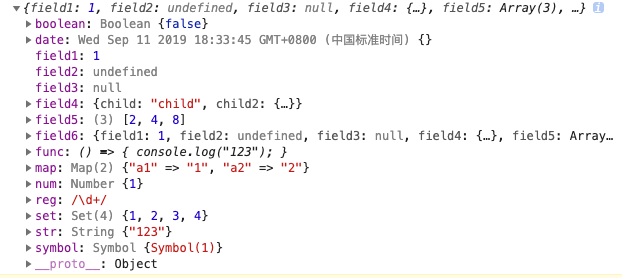 {field1: 1, field2: undefined, field3: null, field4: {…}, field5: Array(3), …} i
boolean: Boolean {false}
date: Wed Sep 11 2019 18:33:45 GMT+0800 (中国标准时间) {}
field1: 1
field2: undefined
field3: null
field4: {child: "child", child2: {…}}
field5: (3) [2, 4, 8]
field6: {field1: 1, field2: undefined, field3: null, field4: {…}, field5: Array…
func: () => { console.log("123"); }
map: Map(2) {"a1" => "1", "a2" => "2"}
num: Number {1}
reg: /\d+/
set: Set(4) {1, 2, 3, 4}
str: String {"123"}
symbol: Symbol {Symbol(1)}
__proto__: Object